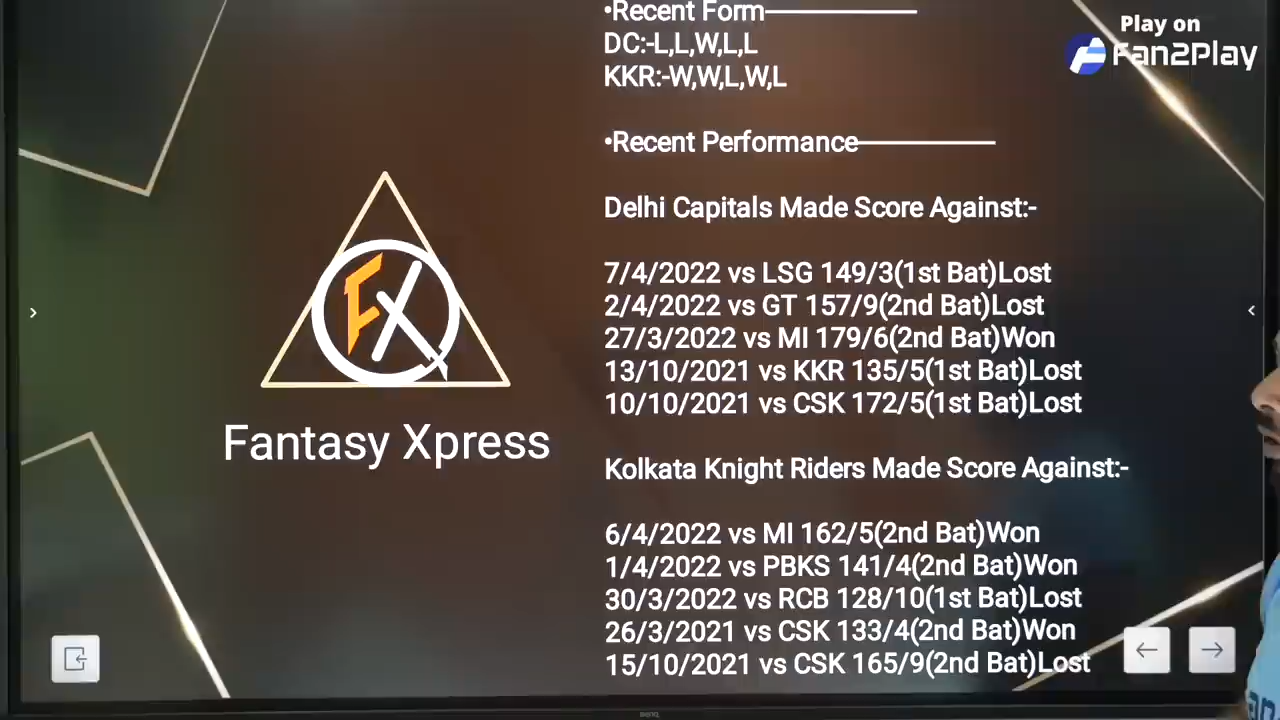 •Recent Form
DC:-L,L,W,L,L
KKR:-W,W,L,W,L
•Recent Performance
Delhi Capitals Made Score Against:-
7/4/2022 vs LSG 149/3(1st Bat)Lost
2/4/2022 vs GT 157/9(2nd Bat)Lost
27/3/2022 vs MI 179/6(2nd Bat)Won
13/10/2021 vs KKR 135/5(1st Bat)Lost
10/10/2021 vs CSK 172/5(1st Bat)Lost
Kolkata Knight Riders Made Score Against:-
6/4/2022 vs MI 162/5(2nd Bat)Won
1/4/2022 vs PBKS 141/4(2nd Bat)Won
30/3/2022 vs RCB 128/10(1st Bat)Lost
26/3/2021 vs CSK 133/4(2nd Bat)Won
15/10/2021 vs CSK 165/9(2nd Bat)Lost
FX
Fantasy Xpress
Play on
Fan2Play
BenQ